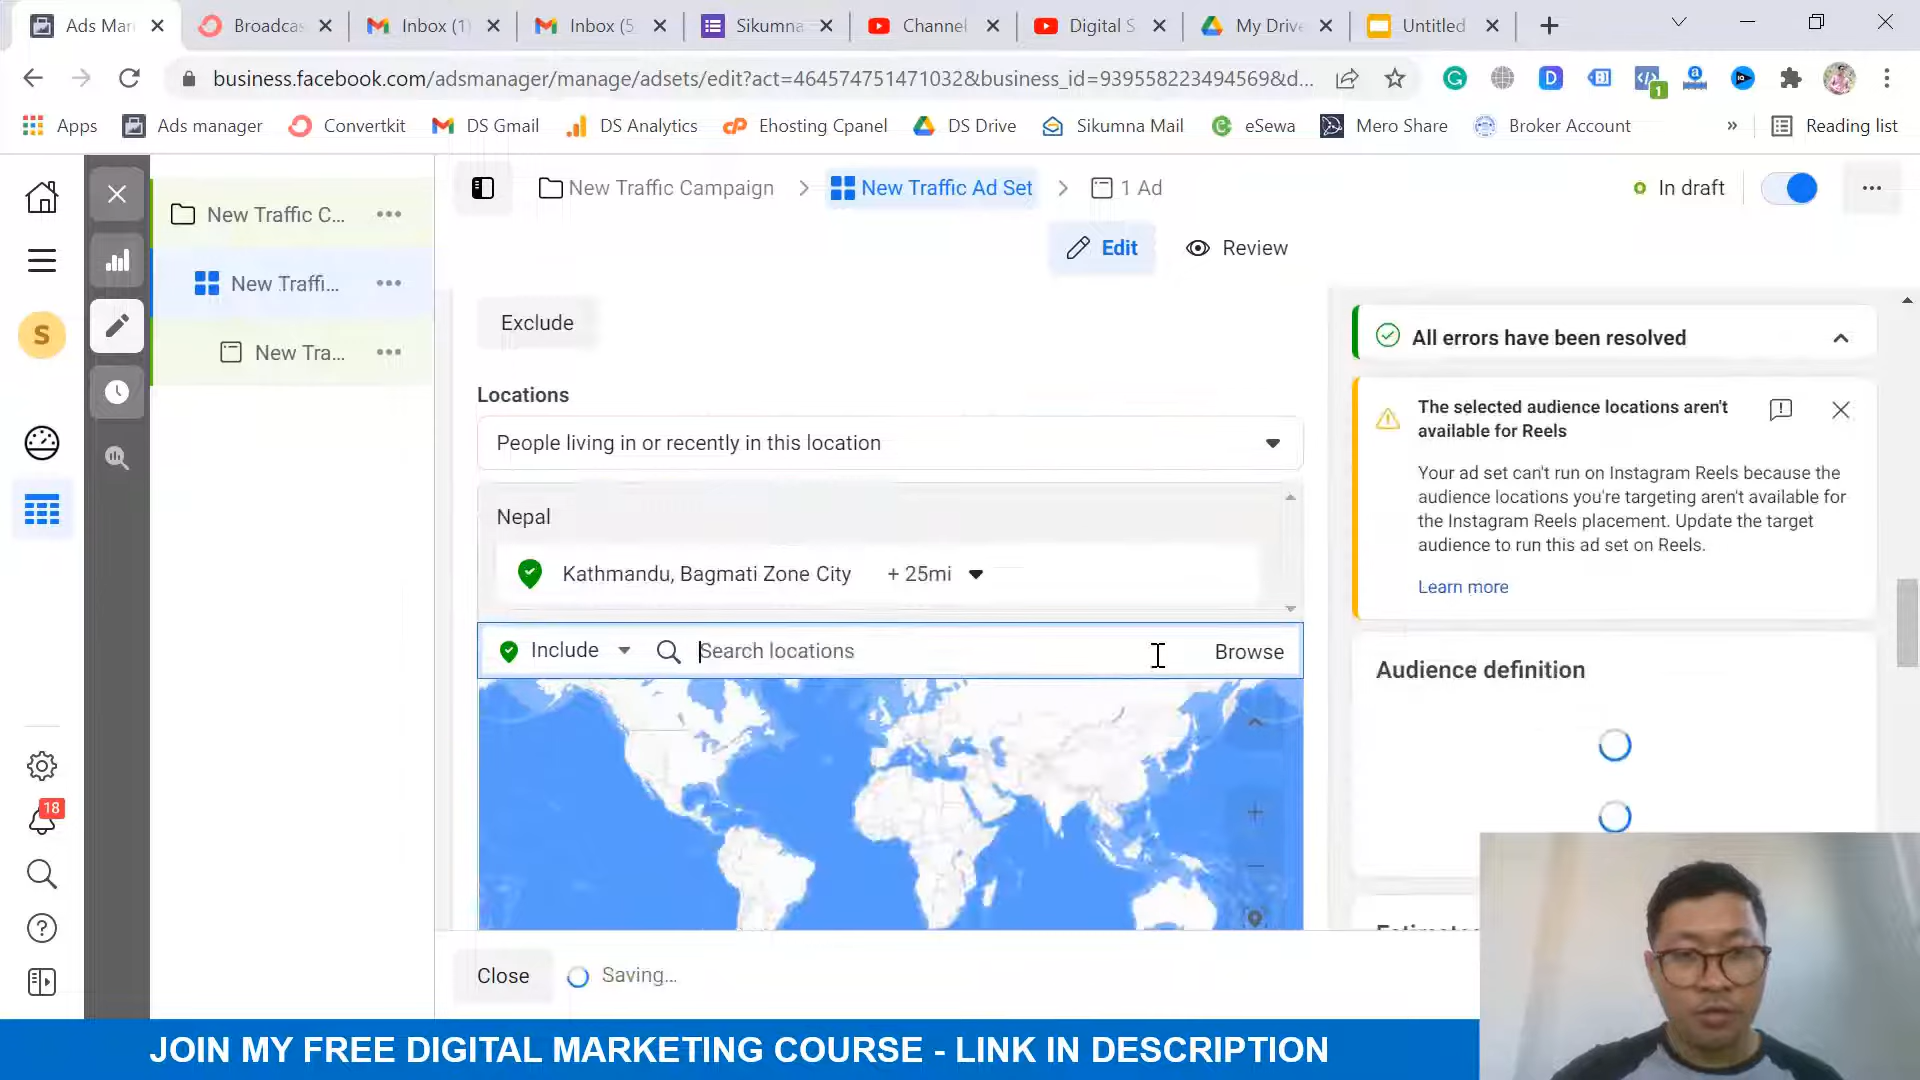 Ads Man
Broadcas
Inbox (1)
Inbox (5
Sikumna
Channel
Digital S
My Drive
Untitled
business.facebook.com/adsmanager/manage/adsets/edit?act=464574751471032&business_id=939558223494569&d...
1
Apps
Ads manager
Convertkit
DS Gmail
DS Analytics
Ehosting Cpanel
DS Drive
Sikumna Mail
eSewa
Mero Share
Broker Account
»
Reading list
New Traffic C...
New Traffi...
New Tra...
S
18
New Traffic Campaign
New Traffic Ad Set
1 Ad
In draft
Edit
Review
Exclude
Locations
People living in or recently in this location
Nepal
Kathmandu, Bagmati Zone City + 25mi
Include
Search locations
Browse
All errors have been resolved
The selected audience locations aren't
available for Reels
Your ad set can't run on Instagram Reels because the
audience locations you're targeting aren't available for
the Instagram Reels placement. Update the target
audience to run this ad set on Reels.
Learn more
Audience definition
Close
Saving...
JOIN MY FREE DIGITAL MARKETING COURSE - LINK IN DESCRIPTION